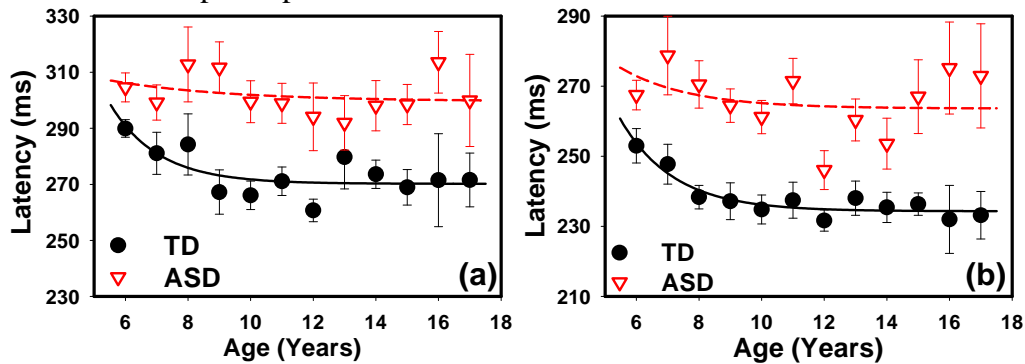 330
310
290
270
250
230
Latency (ms)
TD
ASD
(a)
6 8 10 12 14 16 18
Age (Years)
290
270
250
230
210
Latency (ms)
TD
ASD
(b)
6 8 10 12 14 16 18
Age (Years)